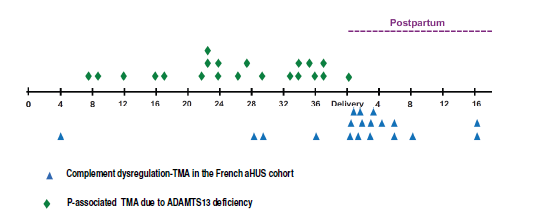 Postpartum
0 4 8 12 16 20 24 28 32 36 Delivery 4 8 12 16
Complement dysregulation-TMA in the French aHUS cohort
P-associated TMA due to ADAMTS13 deficiency